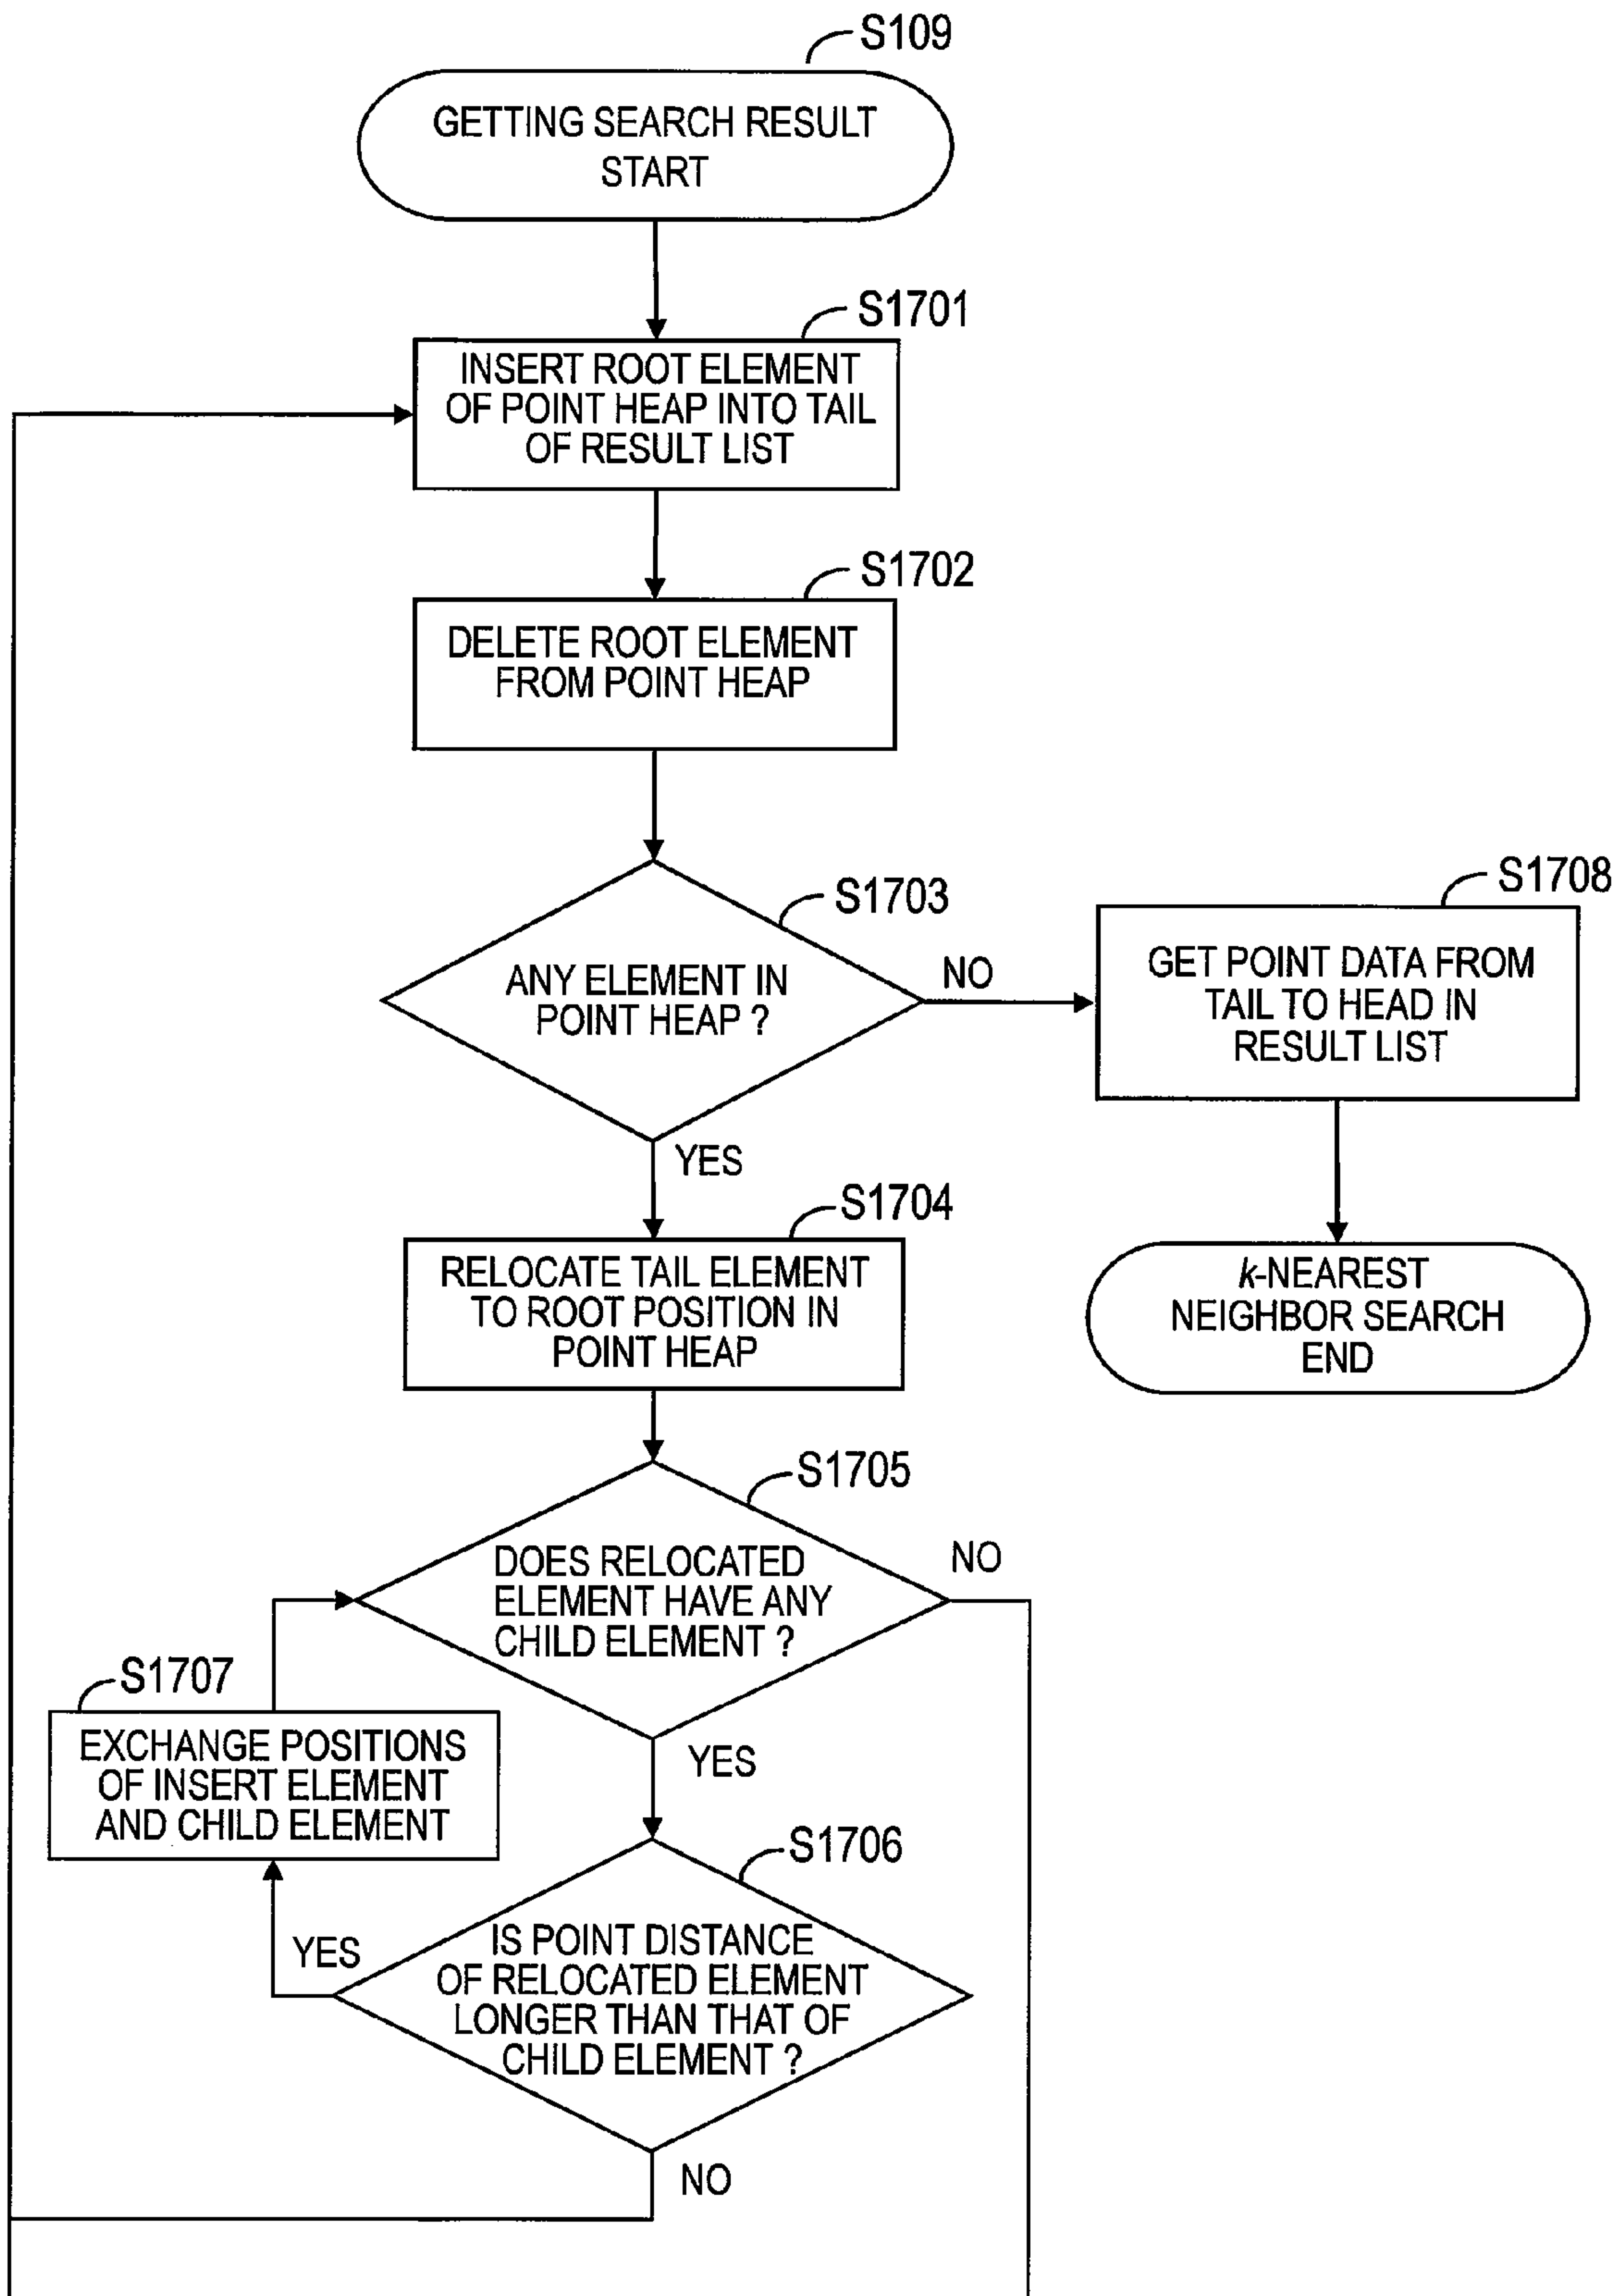 S109
GETTING SEARCH RESULT
START
S1701
INSERT ROOT ELEMENT
OF POINT HEAP INTO TAIL
OF RESULT LIST
S1702
DELETE ROOT ELEMENT
FROM POINT HEAP
S1703
ANY ELEMENT IN
POINT HEAP ?
NO
S1708
GET POINT DATA FROM
TAIL TO HEAD IN
RESULT LIST
YES
S1704
RELOCATE TAIL ELEMENT
TO ROOT POSITION IN
POINT HEAP
k-NEAREST
NEIGHBOR SEARCH
END
S1705
DOES RELOCATED
ELEMENT HAVE ANY
CHILD ELEMENT ?
NO
S1707
EXCHANGE POSITIONS
OF INSERT ELEMENT
AND CHILD ELEMENT
YES
S1706
IS POINT DISTANCE
OF RELOCATED ELEMENT
LONGER THAN THAT OF
CHILD ELEMENT ?
YES
NO